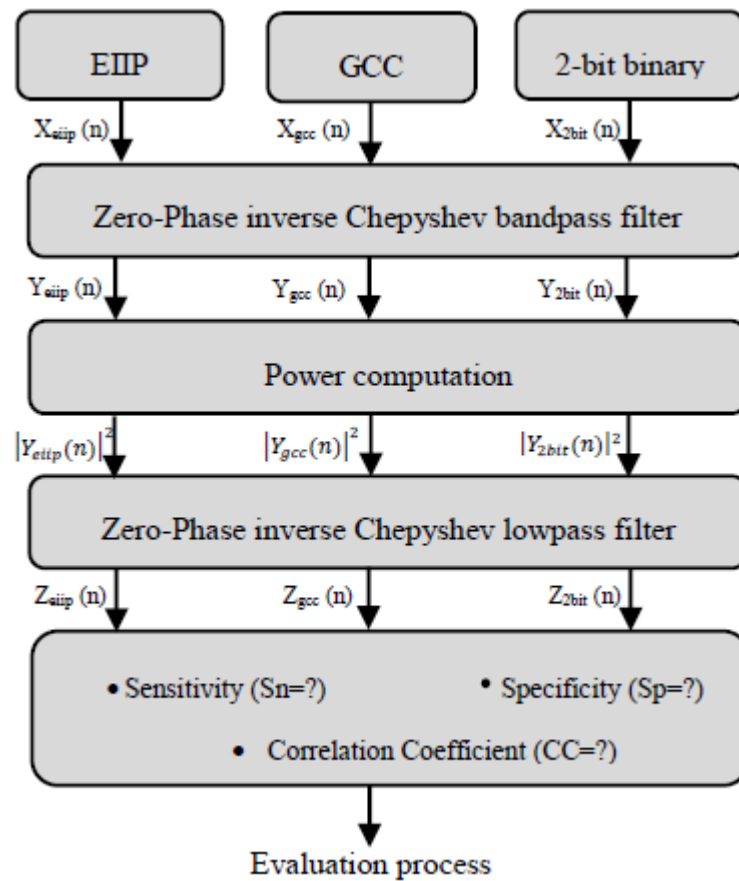 EIIP GCC 2-bit binary
Xeiip (n) Xgcc (n) X2bit (n)
Zero-Phase inverse Chepyshev bandpass filter
Yeiip (n) Ygcc (n) Y2bit (n)
Power computation
|Yeiip(n)|² |Ygcc(n)|² |Y2bit(n)|²
Zero-Phase inverse Chepyshev lowpass filter
Zeiip (n) Zgcc (n) Z2bit (n)
• Sensitivity (Sn=?) • Specificity (Sp=?)
• Correlation Coefficient (CC=?)
Evaluation process